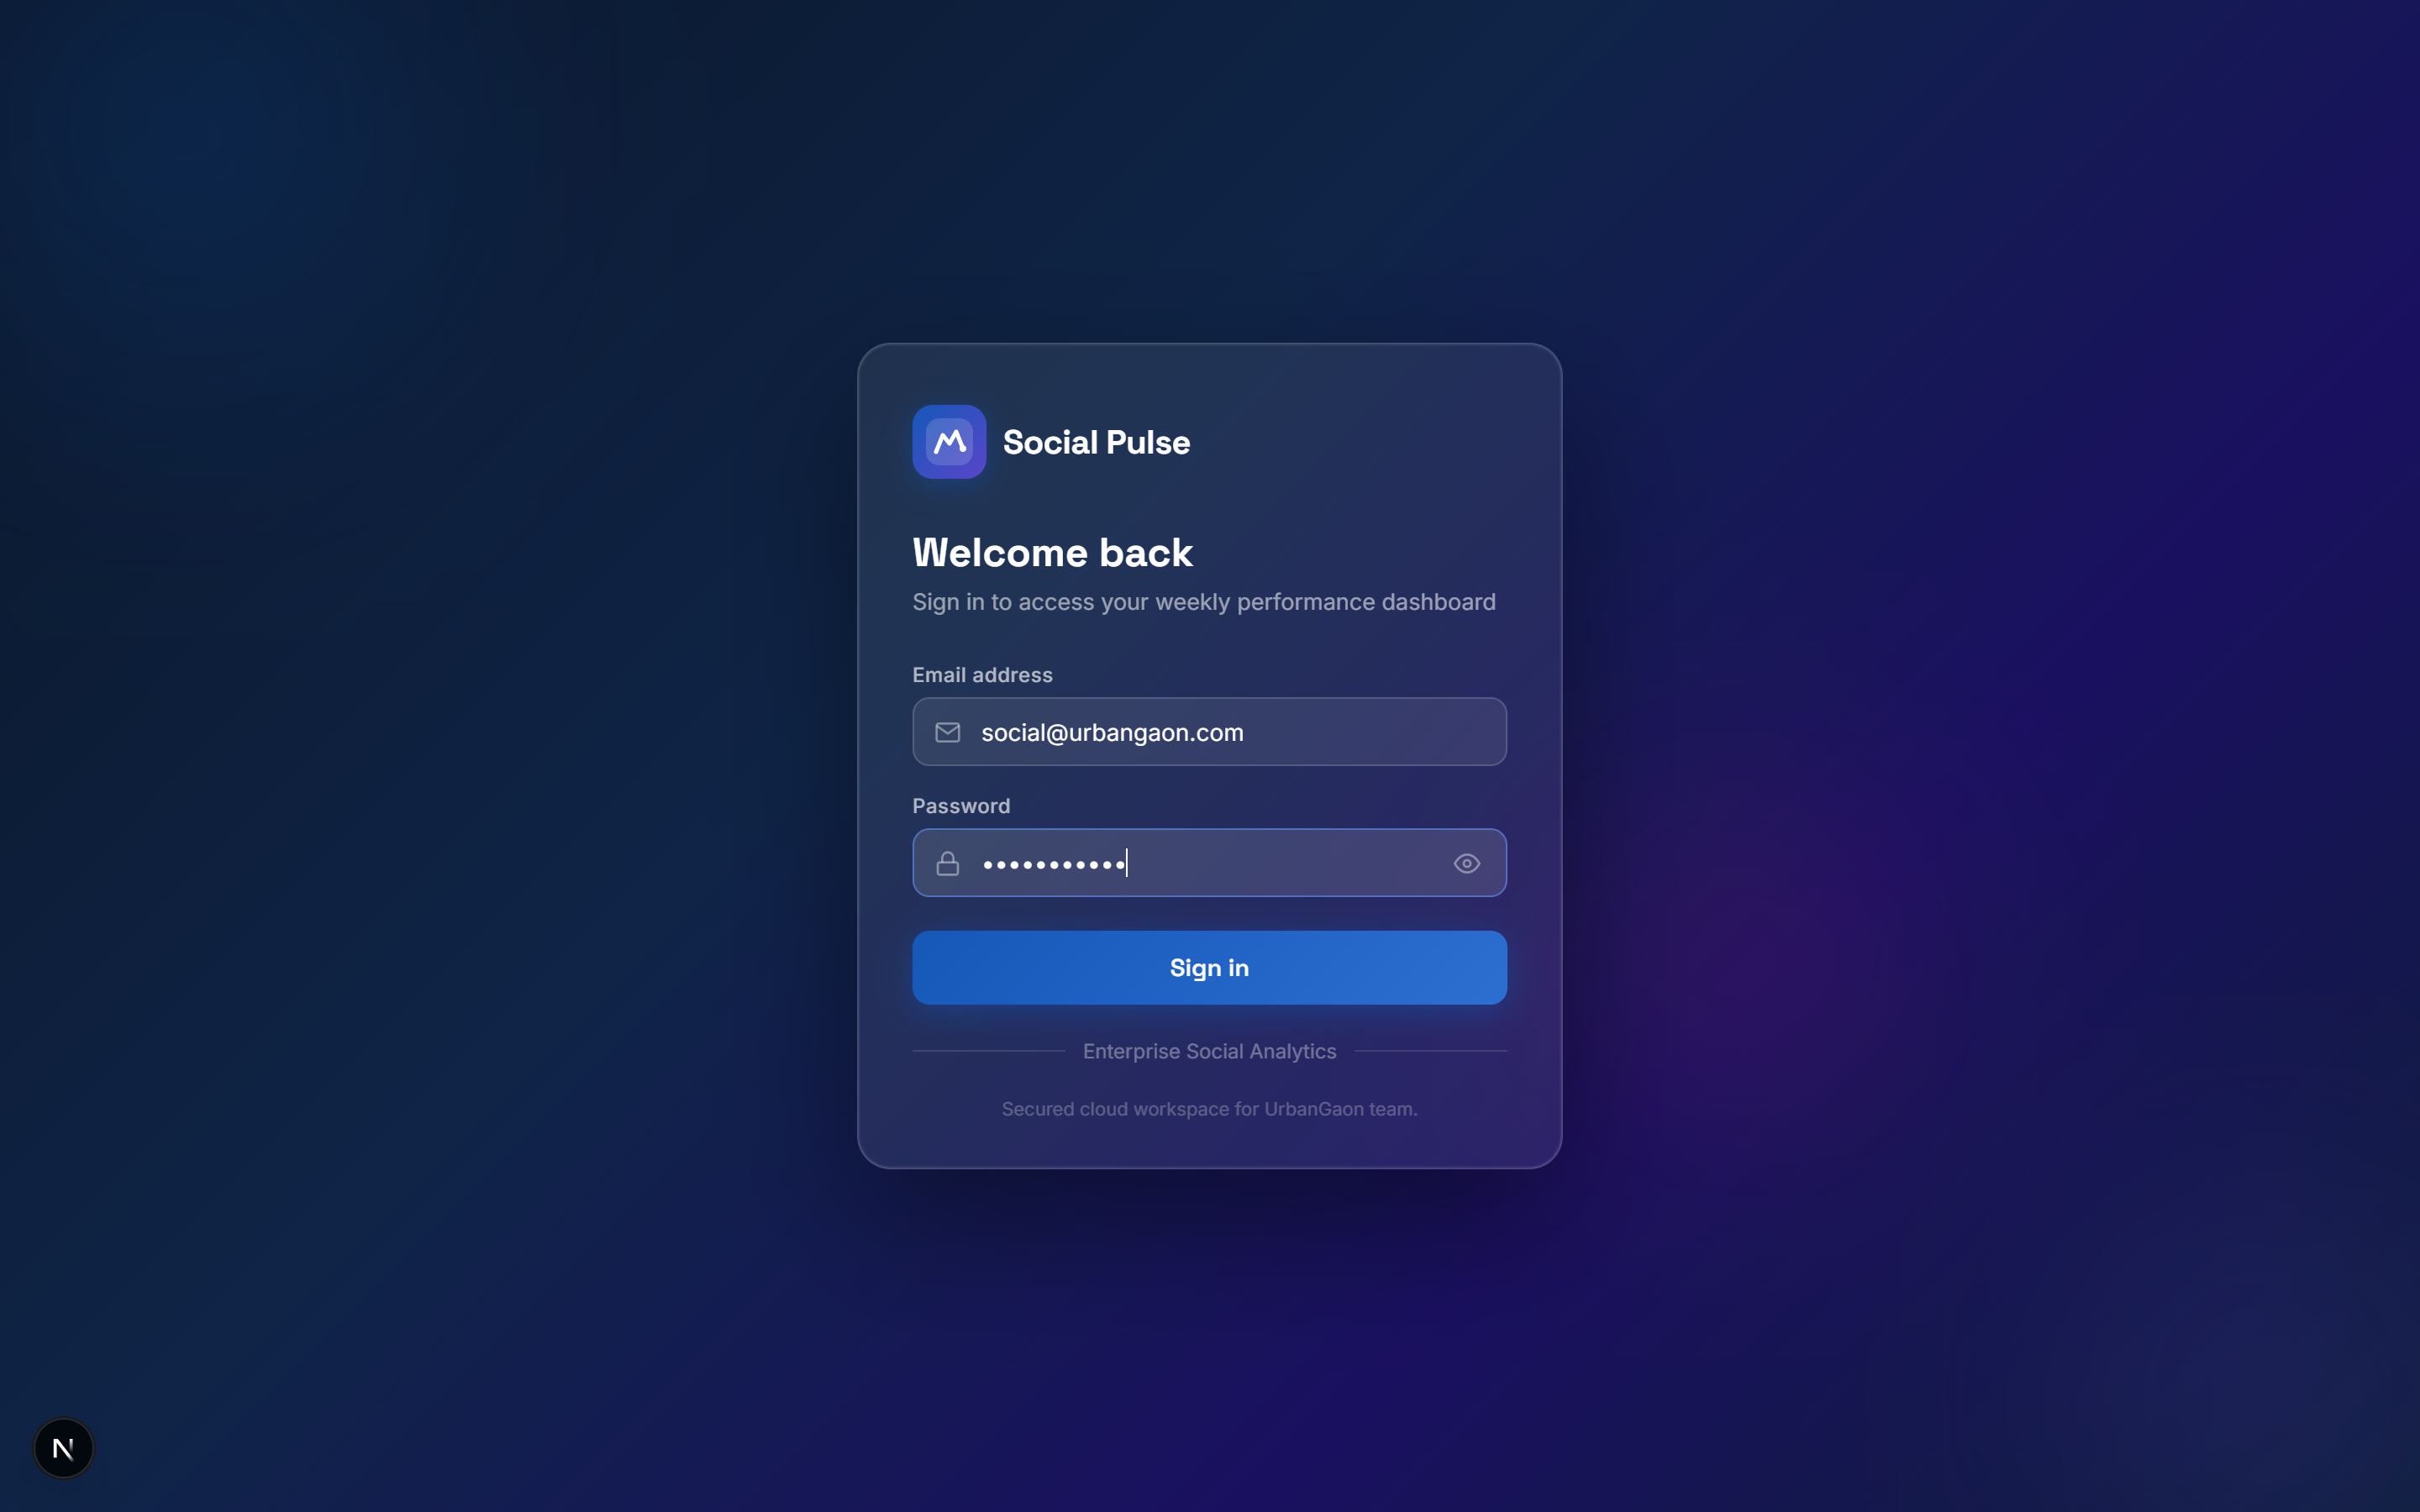 Social Pulse
Welcome back
Sign in to access your weekly performance dashboard
Email address
social@urbangaon.com
Password
Sign in
Enterprise Social Analytics
Secured cloud workspace for UrbanGaon team.
N